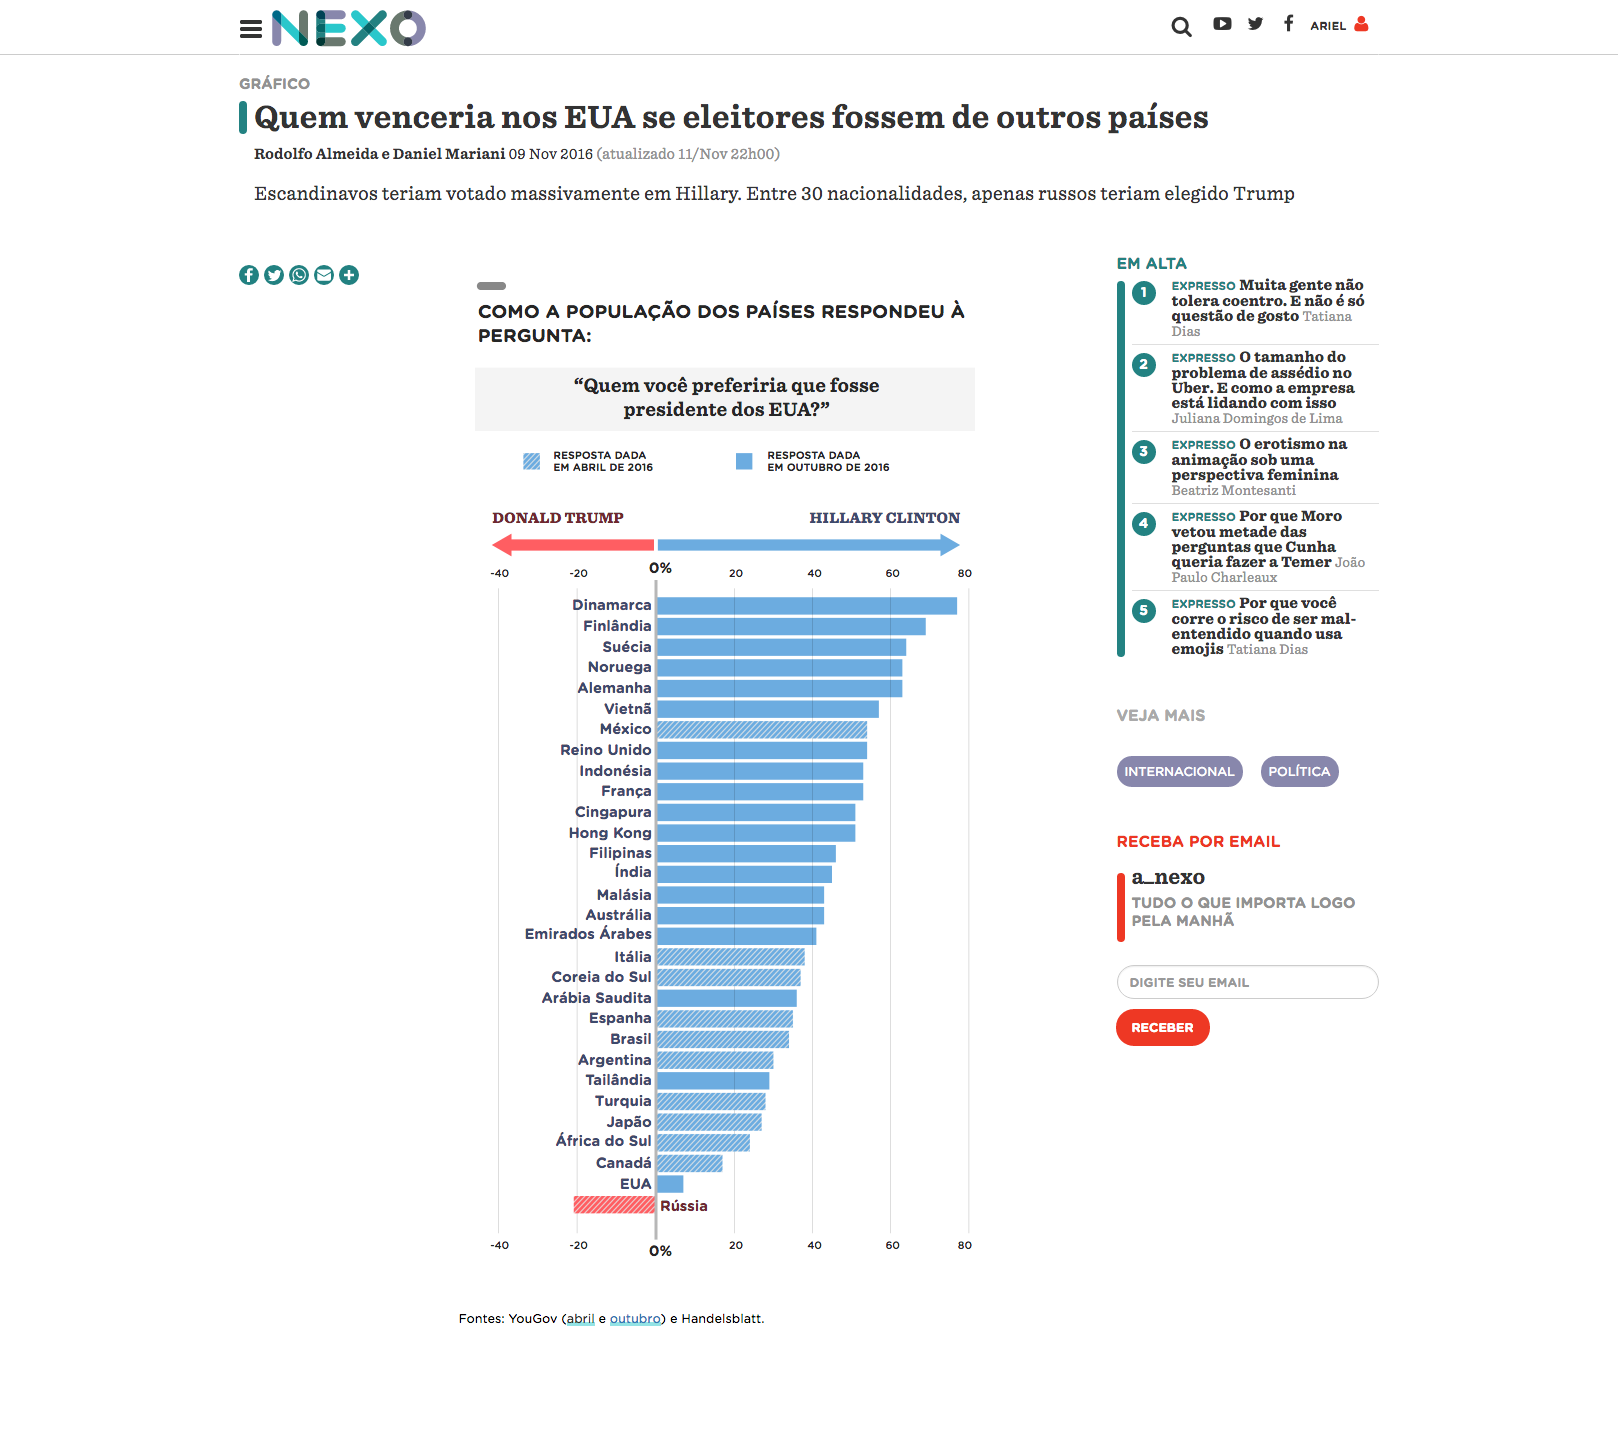 NEXO
ARIEL
GRÁFICO
Quem venceria nos EUA se eleitores fossem de outros países
Rodolfo Almeida e Daniel Mariani 09 Nov 2016 (atualizado 11/Nov 22h00)
Escandinavos teriam votado massivamente em Hillary. Entre 30 nacionalidades, apenas russos teriam elegido Trump
COMO A POPULAÇÃO DOS PAÍSES RESPONDEU À
PERGUNTA:
“Quem você preferiria que fosse
presidente dos EUA?”
RESPOSTA DADA
EM ABRIL DE 2016
RESPOSTA DADA
EM OUTUBRO DE 2016
DONALD TRUMP
HILLARY CLINTON
-40 -20 0% 20 40 60 80
Dinamarca
Finlândia
Suécia
Noruega
Alemanha
Vietnã
México
Reino Unido
Indonésia
França
Cingapura
Hong Kong
Filipinas
Índia
Malásia
Austrália
Emirados Árabes
Itália
Coreia do Sul
Arábia Saudita
Espanha
Brasil
Argentina
Tailândia
Turquia
Japão
África do Sul
Canadá
EUA
Rússia
-40 -20 0% 20 40 60 80
Fontes: YouGov (abril e outubro) e Handelsblatt.
EM ALTA
1 EXPRESSO Muita gente não
tolera coentro. E não é só
questão de gosto Tatiana
Dias
2 EXPRESSO O tamanho do
problema de assédio no
Uber. E como a empresa
está lidando com isso
Juliana Domingos de Lima
3 EXPRESSO O erotismo na
animação sob uma
perspectiva feminina
Beatriz Montesanti
4 EXPRESSO Por que Moro
vetou metade das
perguntas que Cunha
queria fazer a Temer João
Paulo Charleaux
5 EXPRESSO Por que você
corre o risco de ser mal-
entendido quando usa
emojis Tatiana Dias
VEJA MAIS
INTERNACIONAL
POLÍTICA
RECEBA POR EMAIL
a_nexo
TUDO O QUE IMPORTA LOGO
PELA MANHÃ
DIGITE SEU EMAIL
RECEBER